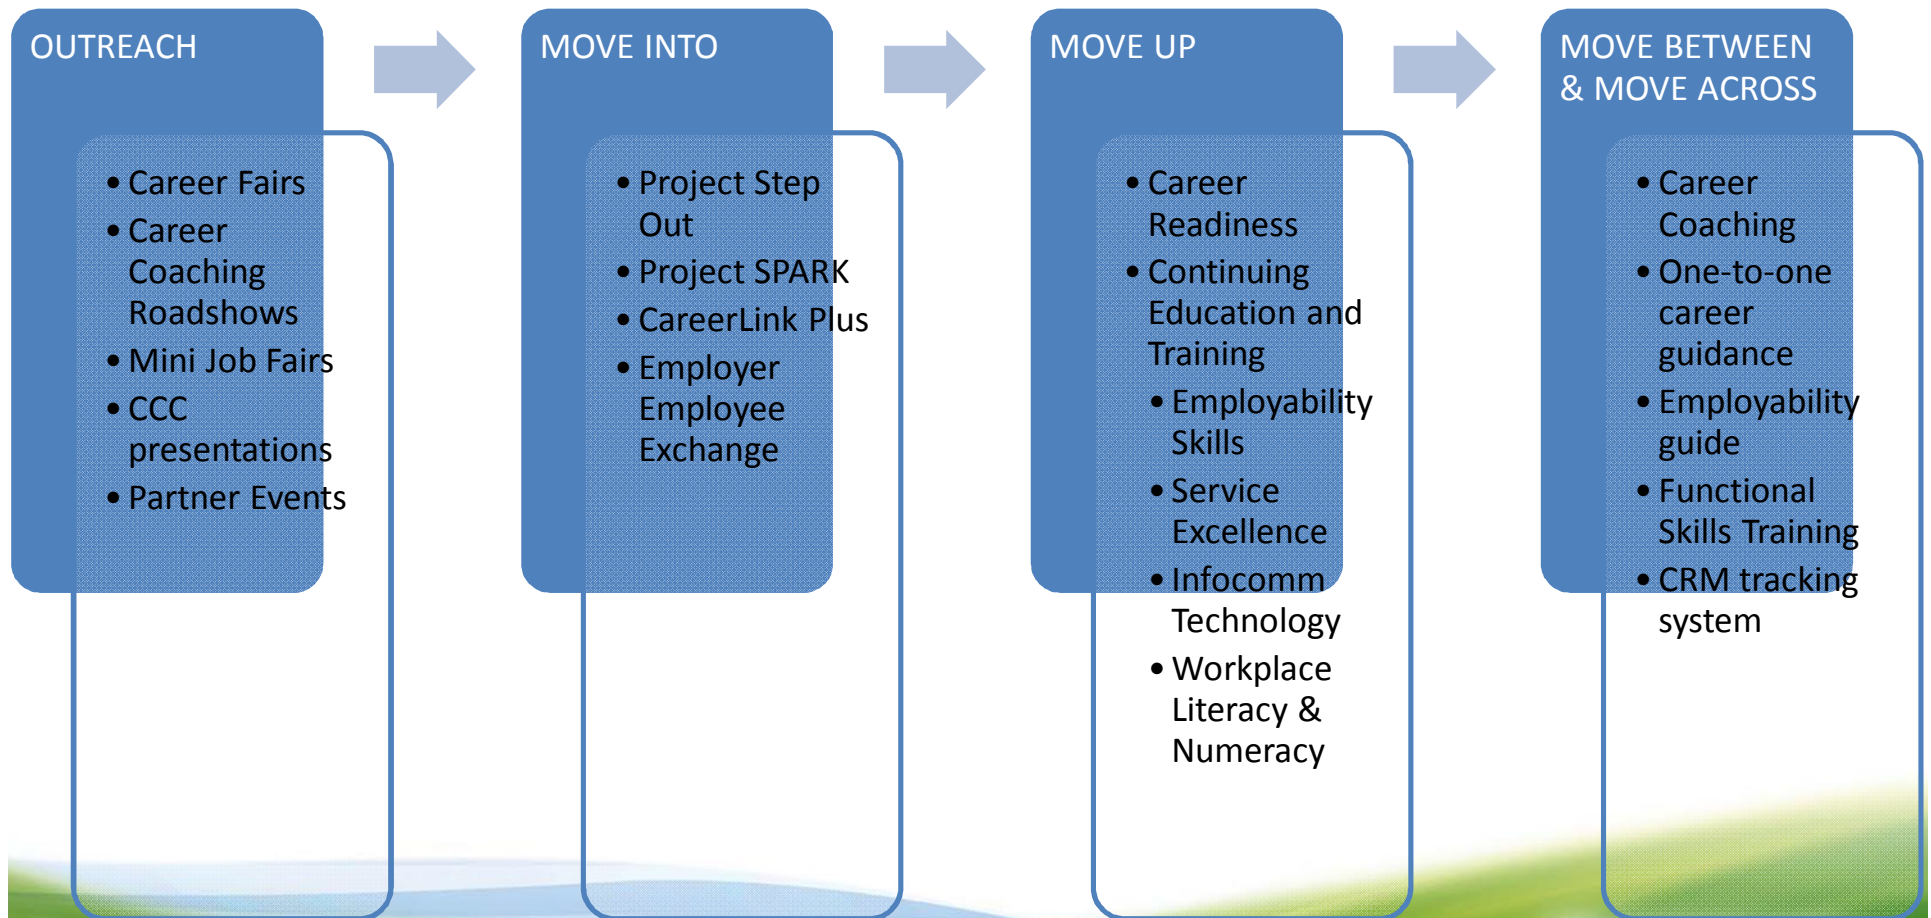 OUTREACH
• Career Fairs
• Career
Coaching
Roadshows
• Mini Job Fairs
• CCC
presentations
• Partner Events
MOVE INTO
• Project Step
Out
• Project SPARK
• CareerLink Plus
• Employer
Employee
Exchange
MOVE UP
• Career
Readiness
• Continuing
Education and
Training
• Employability
Skills
• Service
Excellence
• Infocomm
Technology
• Workplace
Literacy &
Numeracy
MOVE BETWEEN
& MOVE ACROSS
• Career
Coaching
• One-to-one
career
guidance
• Employability
guide
• Functional
Skills Training
• CRM tracking
system